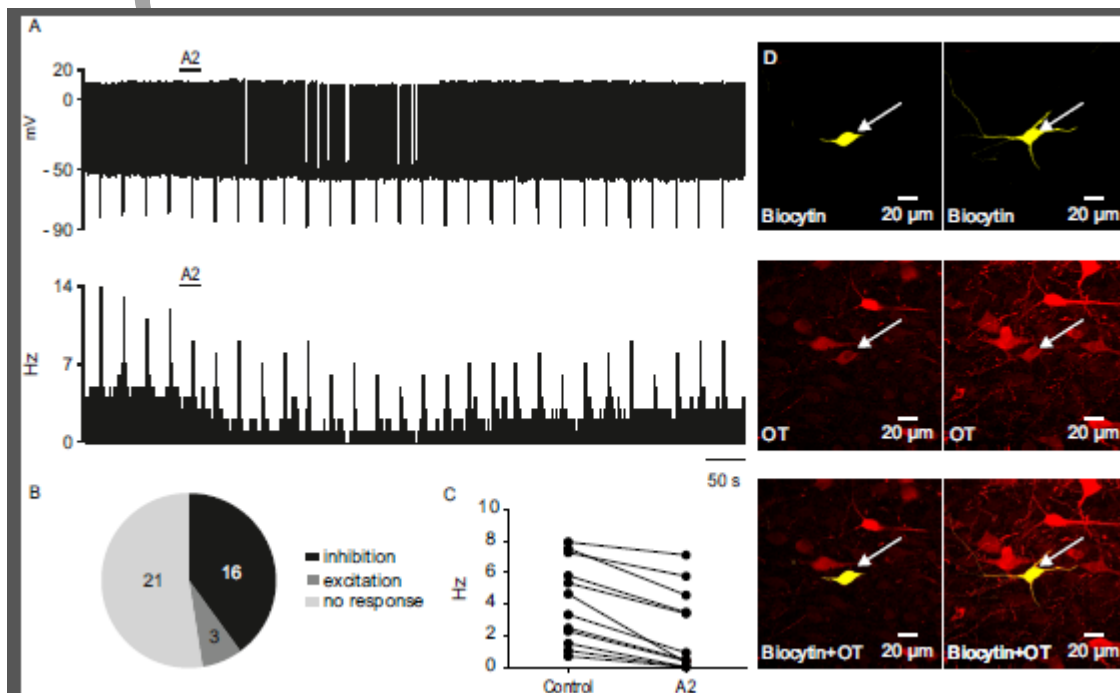 A
A2
20
0
mV
-50
-90
A2
14
7
Hz
0
50 s
B
21
16
3
inhibition
excitation
no response
C
10
8
6
Hz
4
2
0
Control
A2
D
Biocytin
20 µm
Biocytin
20 µm
OT
20 µm
OT
20 µm
Biocytin+OT
20 µm
Biocytin+OT
20 µm